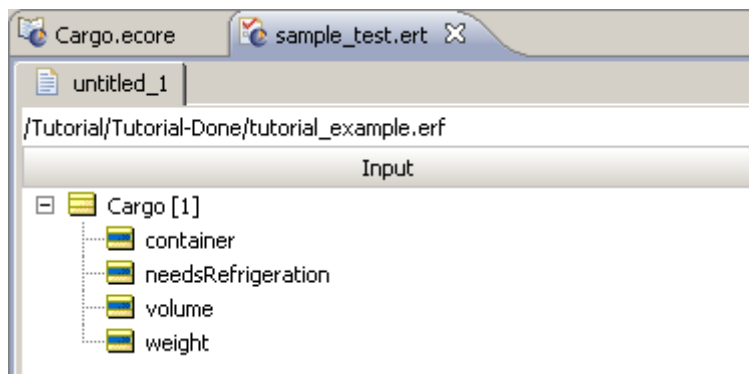 Cargo.ecore sample_test.ert
untitled_1
/Tutorial/Tutorial-Done/tutorial_example.erf
Input
Cargo [1]
container
needsRefrigeration
volume
weight